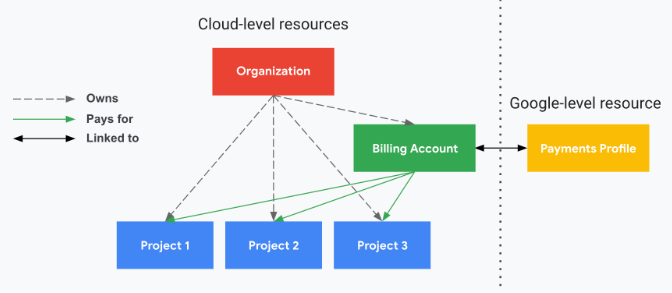 Cloud-level resources
Organization
Owns
Pays for
Linked to
Google-level resource
Billing Account
Payments Profile
Project 1
Project 2
Project 3